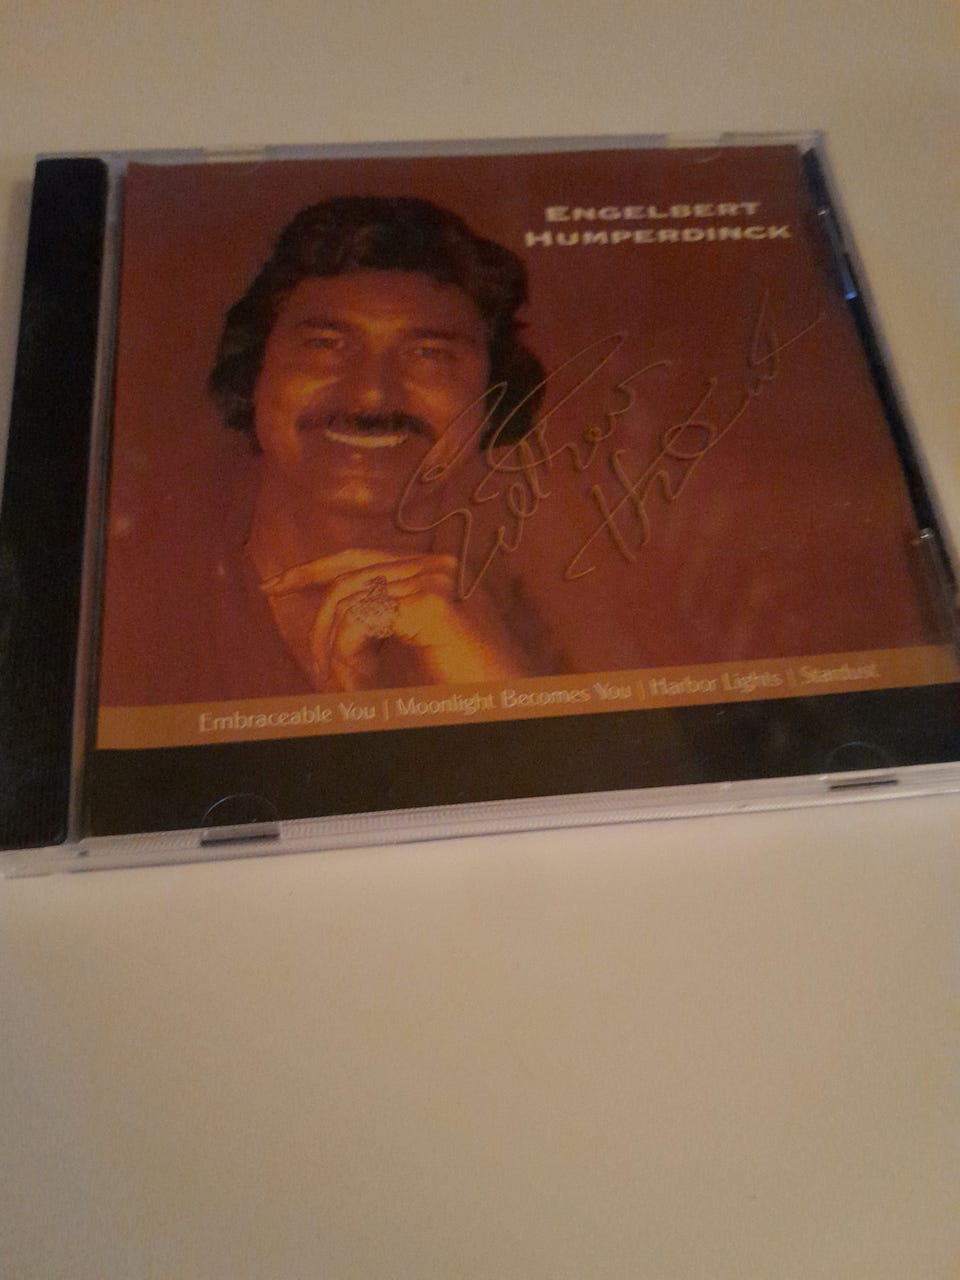 ENGELBERT
HUMPERDINCK
Embraceable You | Moonlight Becomes You | Harbor Lights | Stardust